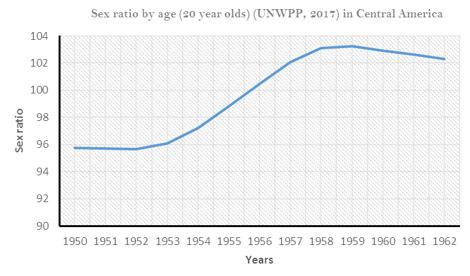 Sex ratio by age (20 year olds) (UNWPP, 2017) in Central America
104
102
100
98
96
94
92
90
Sex ratio
1950 1951 1952 1953 1954 1955 1956 1957 1958 1959 1960 1961 1962
Years